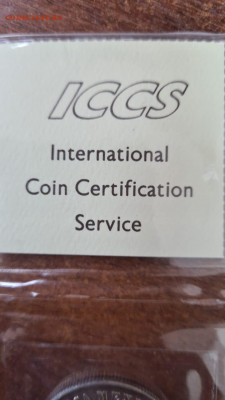 ICCS
International
Coin Certification
Service